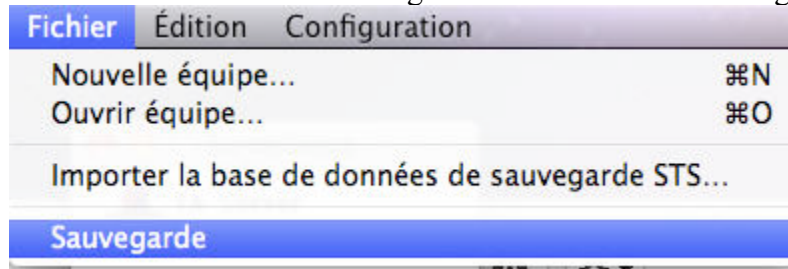 Fichier Édition Configuration
Nouvelle équipe... ⌘N
Ouvrir équipe... ⌘O
Importer la base de données de sauvegarde STS...
Sauvegarde